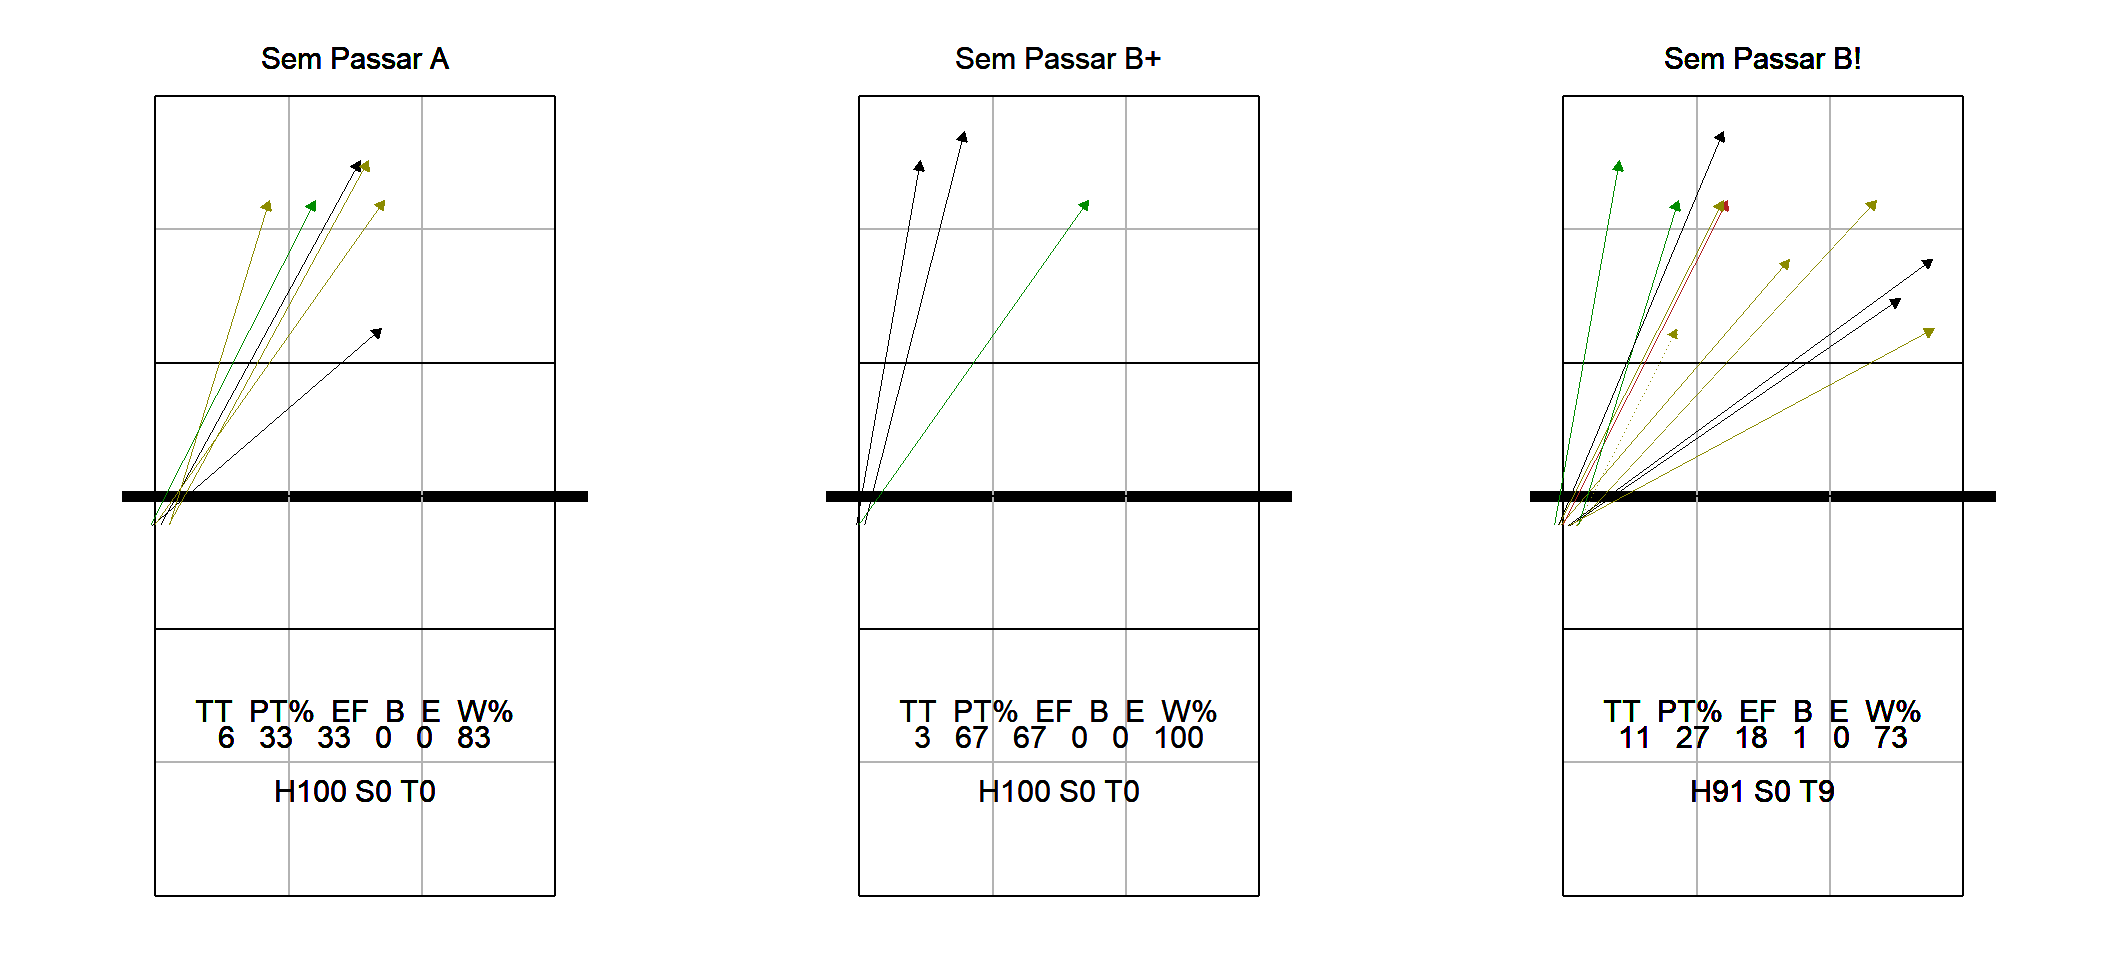 Sem Passar A
TT PT% EF B E W%
6 33 33 0 0 83
H100 S0 T0
Sem Passar B+
TT PT% EF B E W%
3 67 67 0 0 100
H100 S0 T0
Sem Passar B!
TT PT% EF B E W%
11 27 18 1 0 73
H91 S0 T9